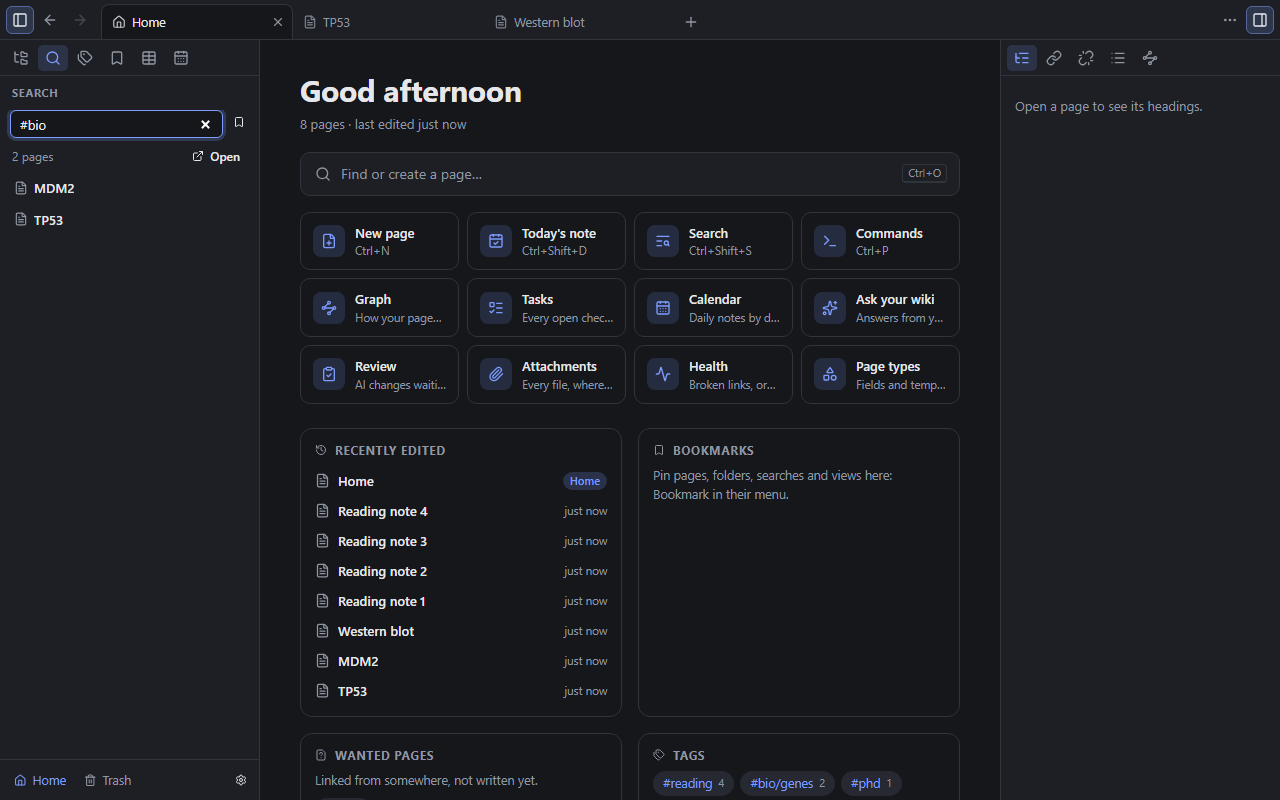 Home
TP53
Western blot
SEARCH
#bio
2 pages
Open
MDM2
TP53
Home
Trash
Good afternoon
8 pages · last edited just now
Find or create a page...
Ctrl+O
New page
Ctrl+N
Today's note
Ctrl+Shift+D
Search
Ctrl+Shift+S
Commands
Ctrl+P
Graph
How your page...
Tasks
Every open chec...
Calendar
Daily notes by d...
Ask your wiki
Answers from y...
Review
AI changes waiti...
Attachments
Every file, where...
Health
Broken links, or...
Page types
Fields and temp...
RECENTLY EDITED
Home Home
Reading note 4 just now
Reading note 3 just now
Reading note 2 just now
Reading note 1 just now
Western blot just now
MDM2 just now
TP53 just now
BOOKMARKS
Pin pages, folders, searches and views here:
Bookmark in their menu.
WANTED PAGES
Linked from somewhere, not written yet.
TAGS
#reading 4 #bio/genes 2 #phd 1
Open a page to see its headings.